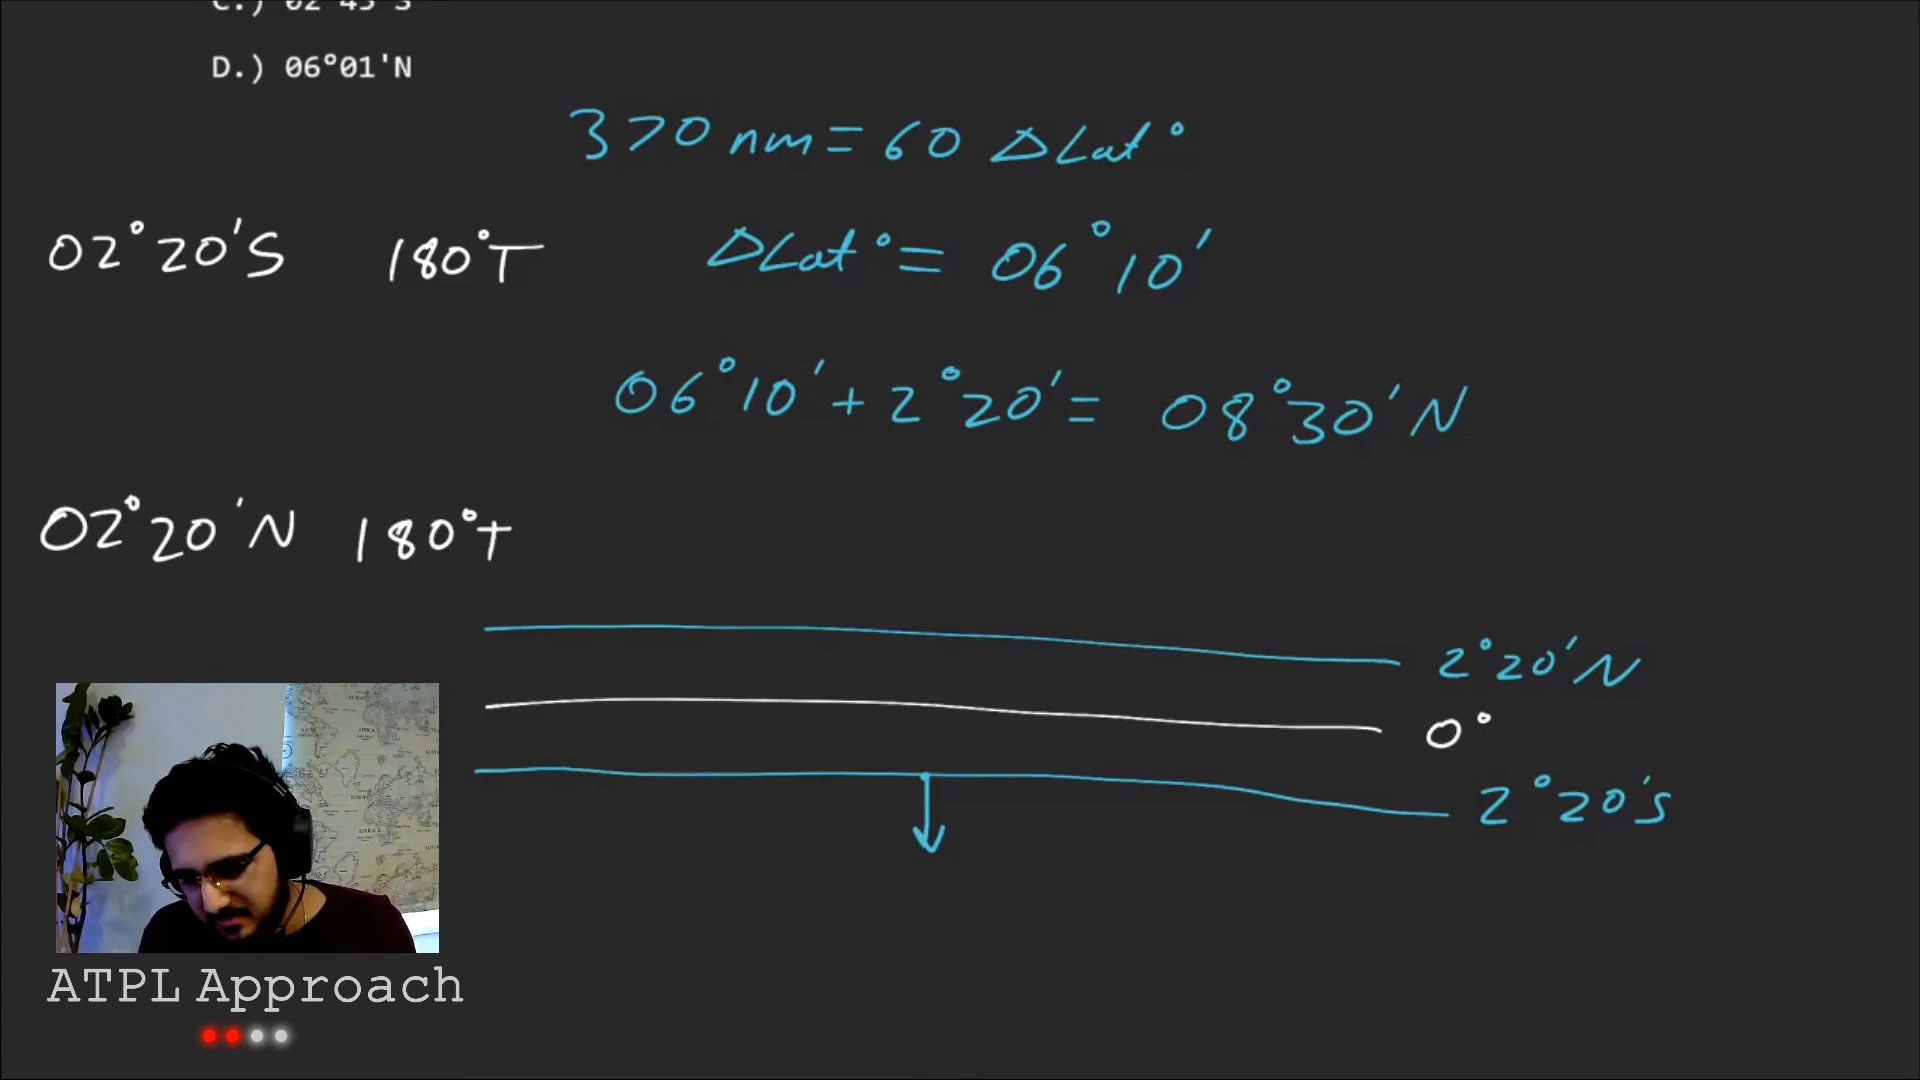 D.) 06°01'N
370 nm = 60 ΔLat°
02°20'S 180°T
ΔLat° = 06°10'
06°10' + 2°20' = 08°30'N
02°20'N 180°T
2°20'N
0°
2°20'S
ATPL Approach